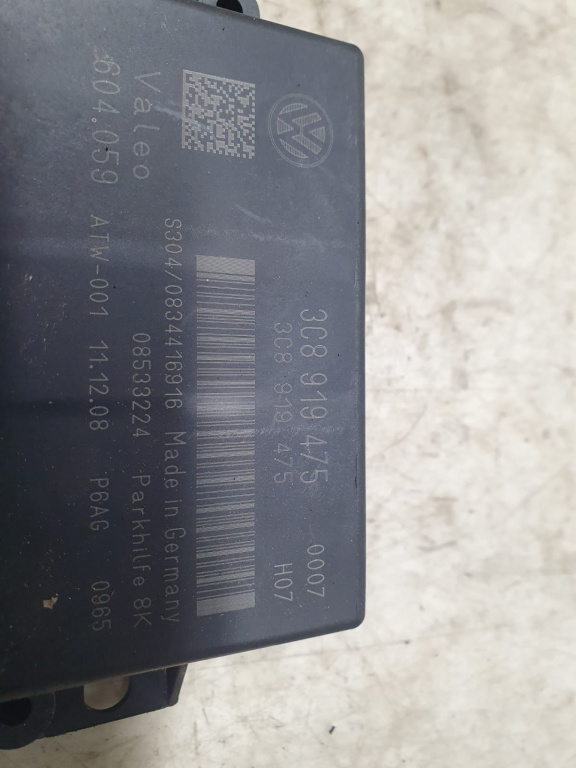 3C8 919 475 0007
3C8 919 475 H07
S304/0834416916 Made in Germany
Valeo 08533224 Parkhilfe 8K
604.059 ATW-001 11.12.08 P6AG 0965